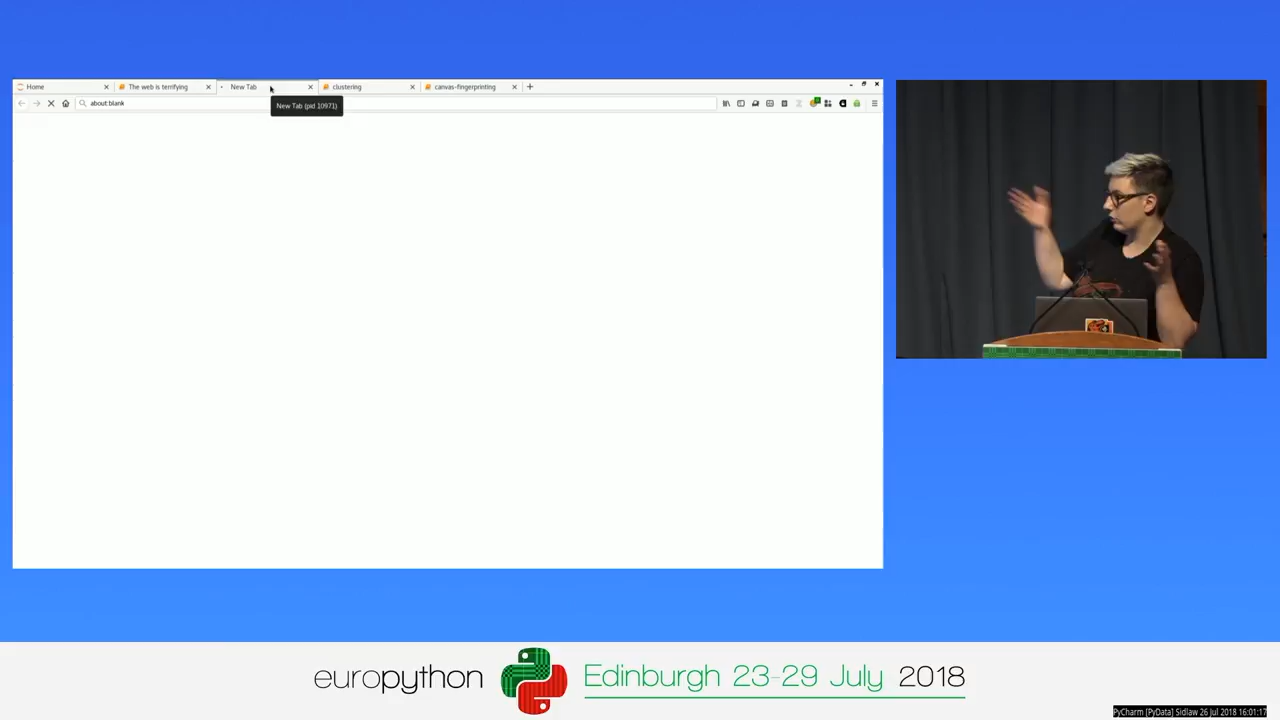 Home
The web is terrifying
New Tab
clustering
canvas-fingerprinting
about:blank
New Tab (pid 10971)
europython
Edinburgh 23-29 July 2018
PyCharm [PyData] Sidlaw 26 Jul 2018 16:01:17